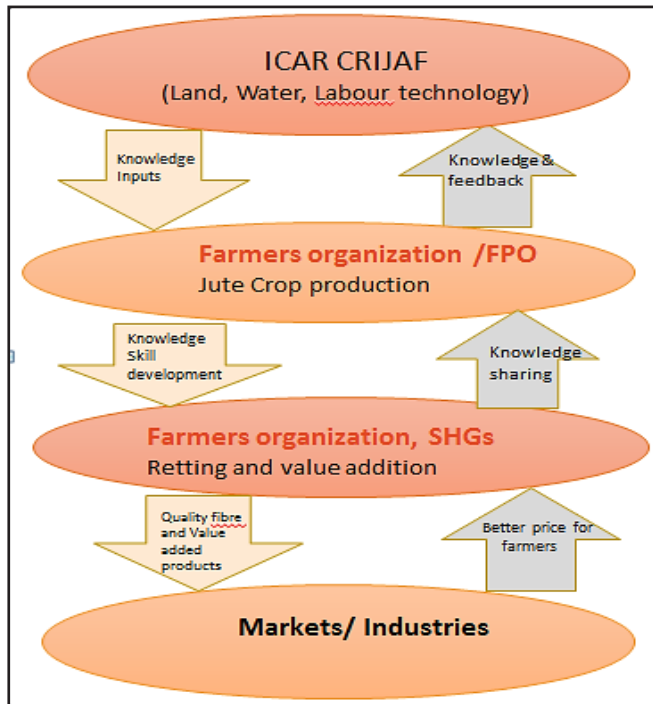 ICAR CRIJAF
(Land, Water, Labour technology)
Knowledge
Inputs
Knowledge &
feedback
Farmers organization /FPO
Jute Crop production
Knowledge
Skill
development
Knowledge
sharing
Farmers organization, SHGs
Retting and value addition
Quality fibre
and Value
added
products
Better price for
farmers
Markets/ Industries